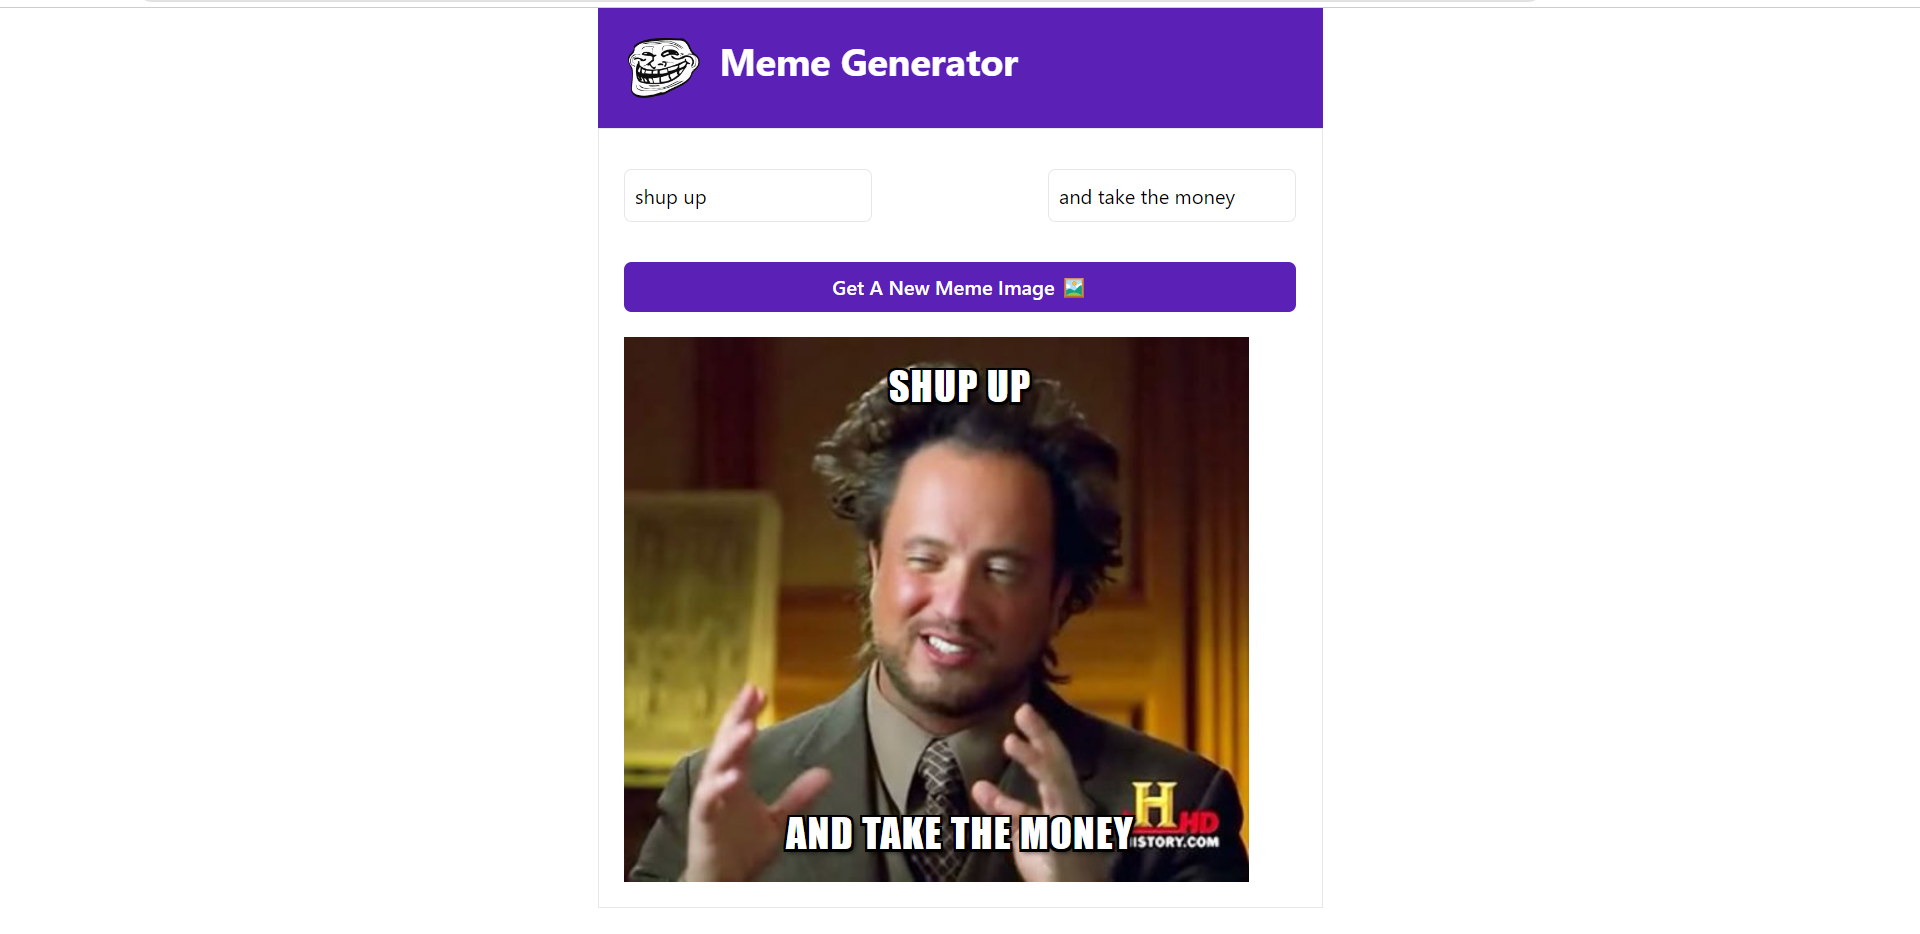 Meme Generator
shup up
and take the money
Get A New Meme Image
SHUP UP
H
HD
AND TAKE THE MONEY
ISTORY.COM